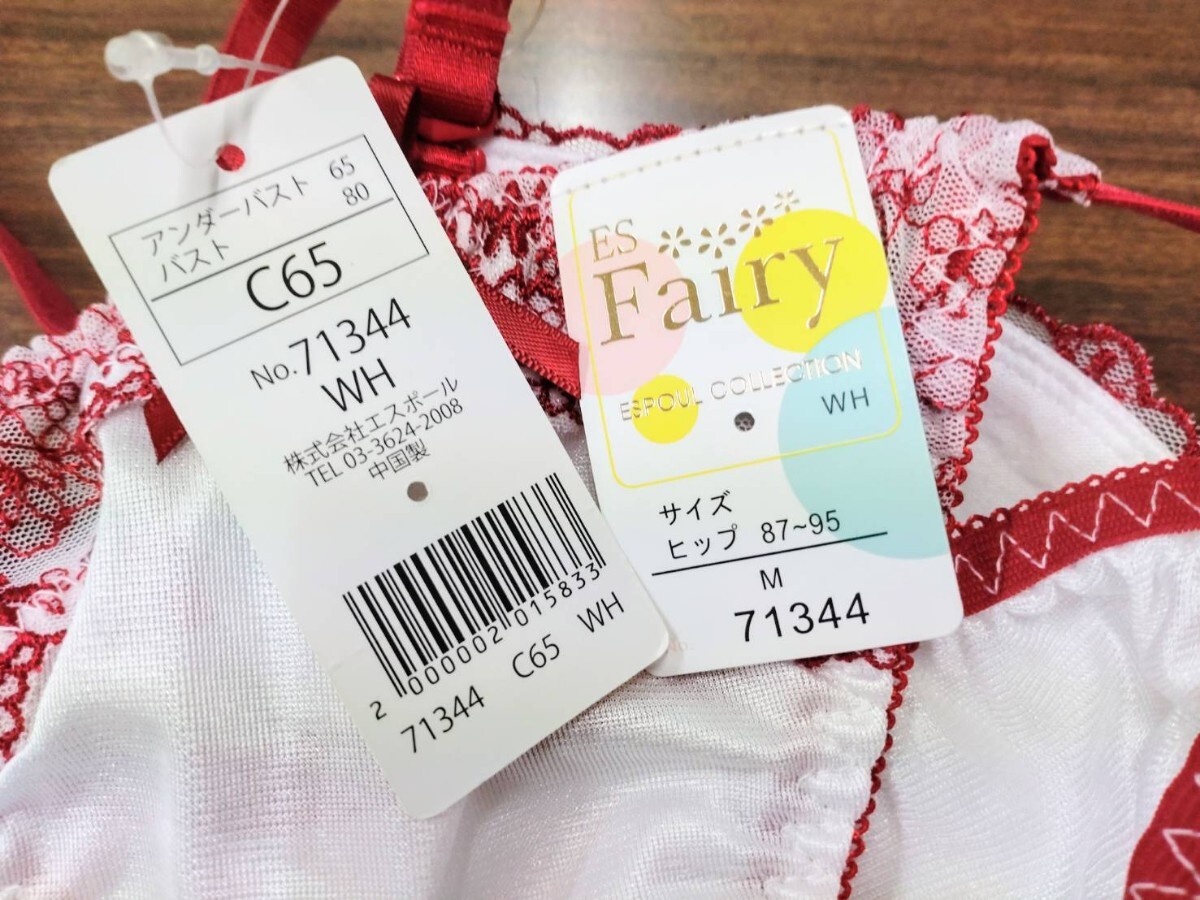 アンダーバスト 65
バスト 80
C65
No.71344
WH
株式会社エスポール
TEL 03-3624-2008
中国製
2 000002 015833
71344 C65 WH
ES
Fairy
ESPOUL COLLECTION
WH
サイズ
ヒップ 87~95
M
No.
71344